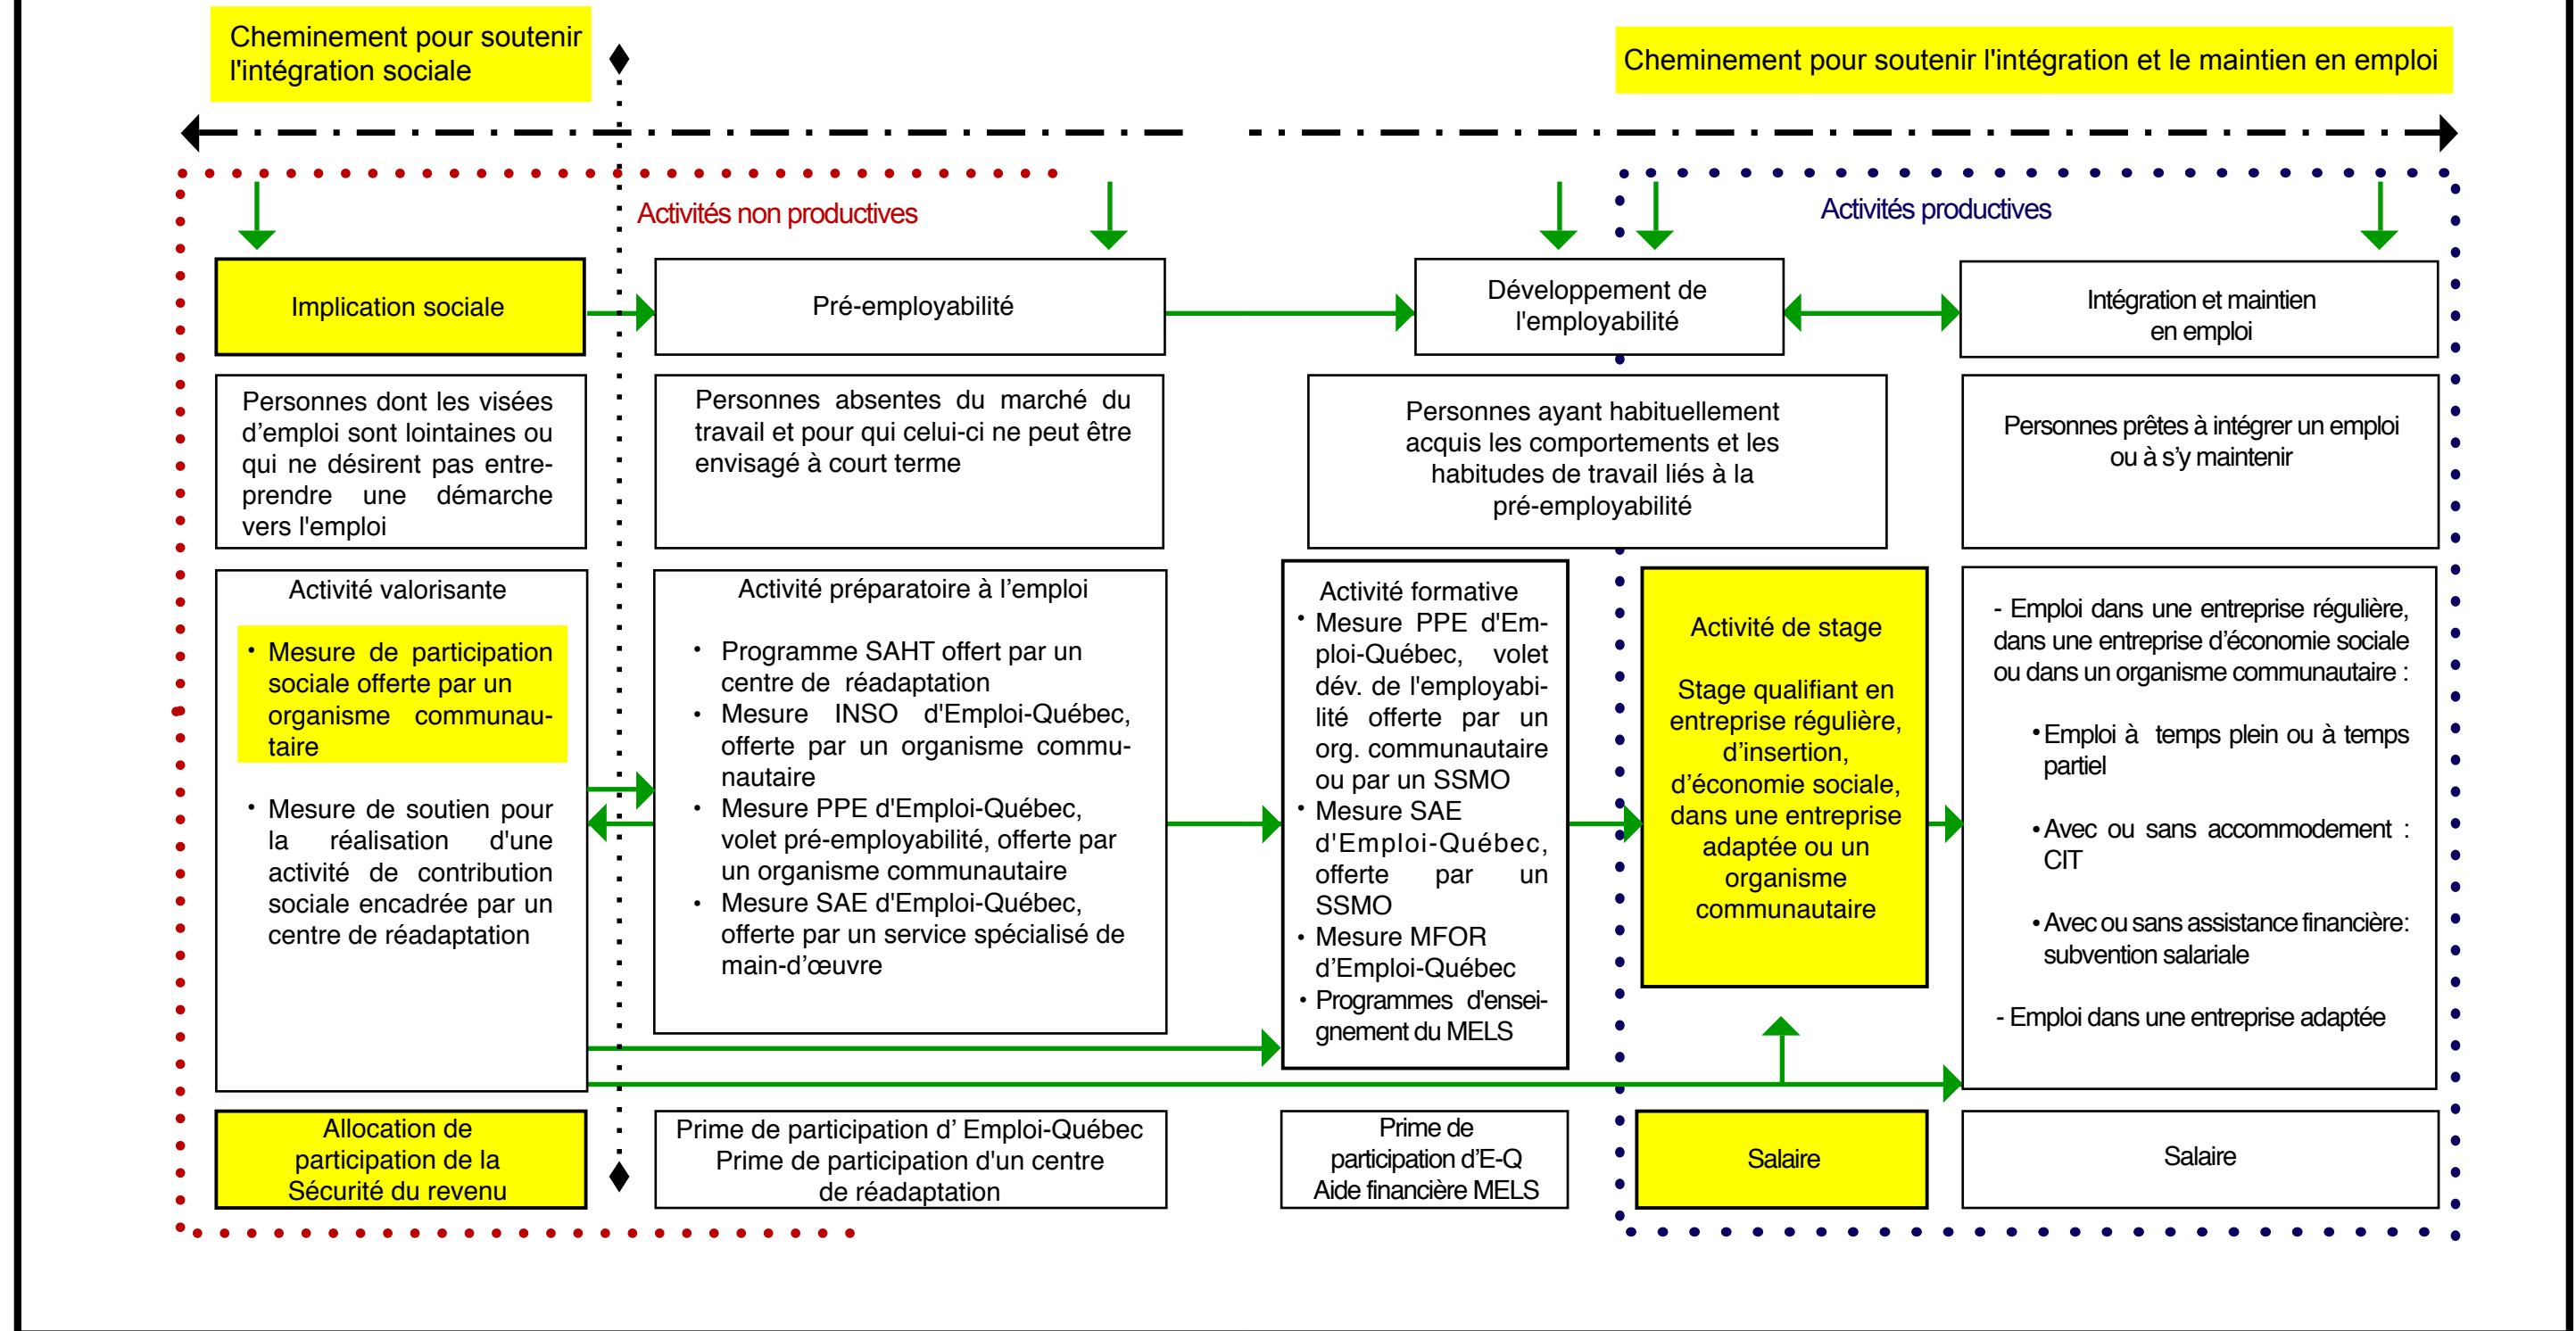 Cheminement pour soutenir
l'intégration sociale
Cheminement pour soutenir l'intégration et le maintien en emploi
Activités non productives
Activités productives
Implication sociale
Pré-employabilité
Développement de
l'employabilité
Intégration et maintien
en emploi
Personnes dont les visées
d’emploi sont lointaines ou
qui ne désirent pas entre-
prendre une démarche
vers l'emploi
Personnes absentes du marché du
travail et pour qui celui-ci ne peut être
envisagé à court terme
Personnes ayant habituellement
acquis les comportements et les
habitudes de travail liés à la
pré-employabilité
Personnes prêtes à intégrer un emploi
ou à s’y maintenir
Activité valorisante
• Mesure de participation
sociale offerte par un
organisme communau-
taire
• Mesure de soutien pour
la réalisation d'une
activité de contribution
sociale encadrée par un
centre de réadaptation
Activité préparatoire à l’emploi
• Programme SAHT offert par un
centre de réadaptation
• Mesure INSO d'Emploi-Québec,
offerte par un organisme commu-
nautaire
• Mesure PPE d'Emploi-Québec,
volet pré-employabilité, offerte par
un organisme communautaire
• Mesure SAE d'Emploi-Québec,
offerte par un service spécialisé de
main-d’œuvre
Activité formative
• Mesure PPE d'Em-
ploi-Québec, volet
dév. de l'employabi-
lité offerte par un
org. communautaire
ou par un SSMO
• Mesure SAE
d'Emploi-Québec,
offerte par un
SSMO
• Mesure MFOR
d’Emploi-Québec
• Programmes d'ensei-
gnement du MELS
Activité de stage
Stage qualifiant en
entreprise régulière,
d’insertion,
d’économie sociale,
dans une entreprise
adaptée ou un
organisme
communautaire
- Emploi dans une entreprise régulière,
dans une entreprise d’économie sociale
ou dans un organisme communautaire :
• Emploi à temps plein ou à temps
partiel
• Avec ou sans accommodement :
CIT
• Avec ou sans assistance financière:
subvention salariale
- Emploi dans une entreprise adaptée
Allocation de
participation de la
Sécurité du revenu
Prime de participation d’ Emploi-Québec
Prime de participation d'un centre
de réadaptation
Prime de
participation d’E-Q
Aide financière MELS
Salaire
Salaire